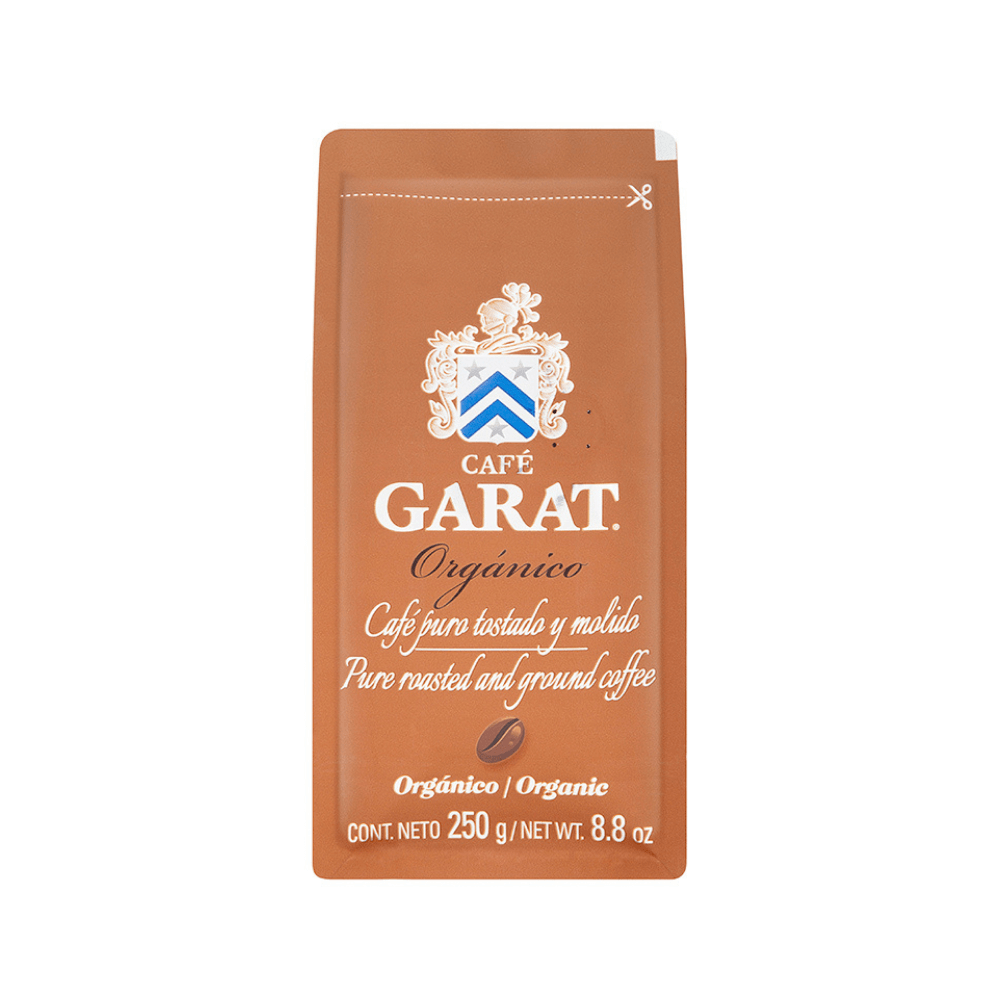 CAFÉ
GARAT.
Orgánico
Café puro tostado y molido
Pure roasted and ground coffee
Orgánico / Organic
CONT. NETO 250 g / NET WT. 8.8 oz